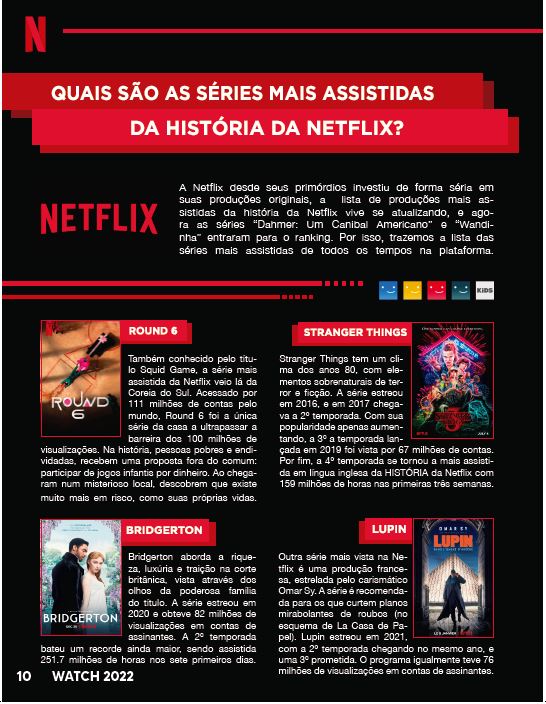 N
QUAIS SÃO AS SÉRIES MAIS ASSISTIDAS
DA HISTÓRIA DA NETFLIX?
NETFLIX
A Netflix desde seus primórdios investiu de forma séria em
suas produções originais, a lista de produções mais as-
sistidas da história da Netflix vive se atualizando, e ago-
ra as séries “Dahmer: Um Canibal Americano” e “Wandi-
nha” entraram para o ranking. Por isso, trazemos a lista das
séries mais assistidas de todos os tempos na plataforma.
KiDS
ROUND 6
ROUND
6
Também conhecido pelo títu-
lo Squid Game, a série mais
assistida da Netflix veio lá da
Coreia do Sul. Acessado por
111 milhões de contas pelo
mundo, Round 6 foi a única
série da casa a ultrapassar a
barreira dos 100 milhões de
visualizações. Na história, pessoas pobres e endi-
vidadas, recebem uma proposta fora do comum:
participar de jogos infantis por dinheiro. Ao chega-
ram num misterioso local, descobrem que existe
muito mais em risco, como suas próprias vidas.
STRANGER THINGS
Stranger Things tem um cli-
ma dos anos 80, com ele-
mentos sobrenaturais de ter-
ror e ficção. A série estreou
em 2016, e em 2017 chega-
va a 2º temporada. Com sua
popularidade apenas aumen-
tando, a 3º a temporada lan-
çada em 2019 foi vista por 67 milhões de contas.
Por fim, a 4º temporada se tornou a mais assisti-
da em língua inglesa da HISTÓRIA da Netflix com
159 milhões de horas nas primeiras três semanas.
BRIDGERTON
BRIDGERTON
Bridgerton aborda a rique-
za, luxúria e traição na corte
britânica, vista através dos
olhos da poderosa família
do título. A série estreou em
2020 e obteve 82 milhões de
visualizações em contas de
assinantes. A 2º temporada
bateu um recorde ainda maior, sendo assistida
251.7 milhões de horas nos sete primeiros dias.
LUPIN
OMAR SY
LUPIN
Outra série mais vista na Ne-
tflix é uma produção france-
sa, estrelada pelo carismático
Omar Sy. A série é recomenda-
da para os que curtem planos
mirabolantes de roubos (no
esquema de La Casa de Pa-
pel). Lupin estreou em 2021,
com a 2º temporada chegando no mesmo ano, e
uma 3º prometida. O programa igualmente teve 76
milhões de visualizações em contas de assinantes.
10 WATCH 2022